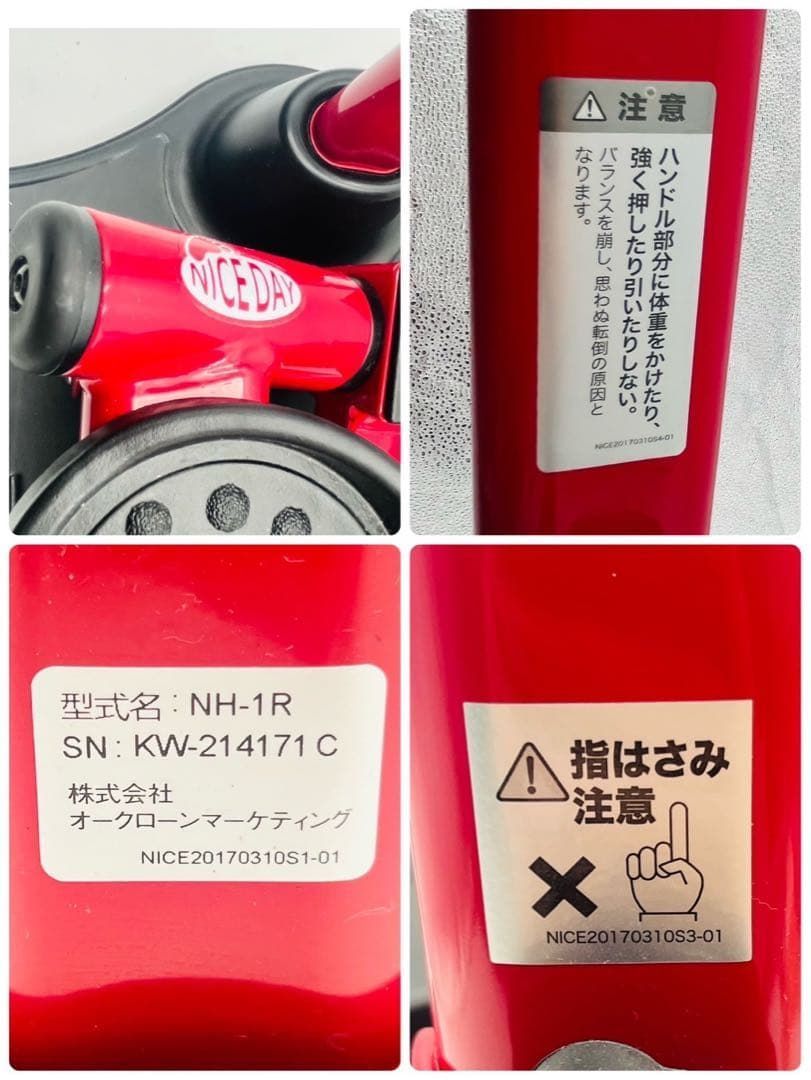 NICE DAY
注意
ハンドル部分に体重をかけたり、
強く押したり引いたりしない。
バランスを崩し、思わぬ転倒の原因と
なります。
NICE20170310S4-01
型式名:NH-1R
SN:KW-214171 C
株式会社
オークローンマーケティング
NICE20170310S1-01
指はさみ
注意
NICE20170310S3-01